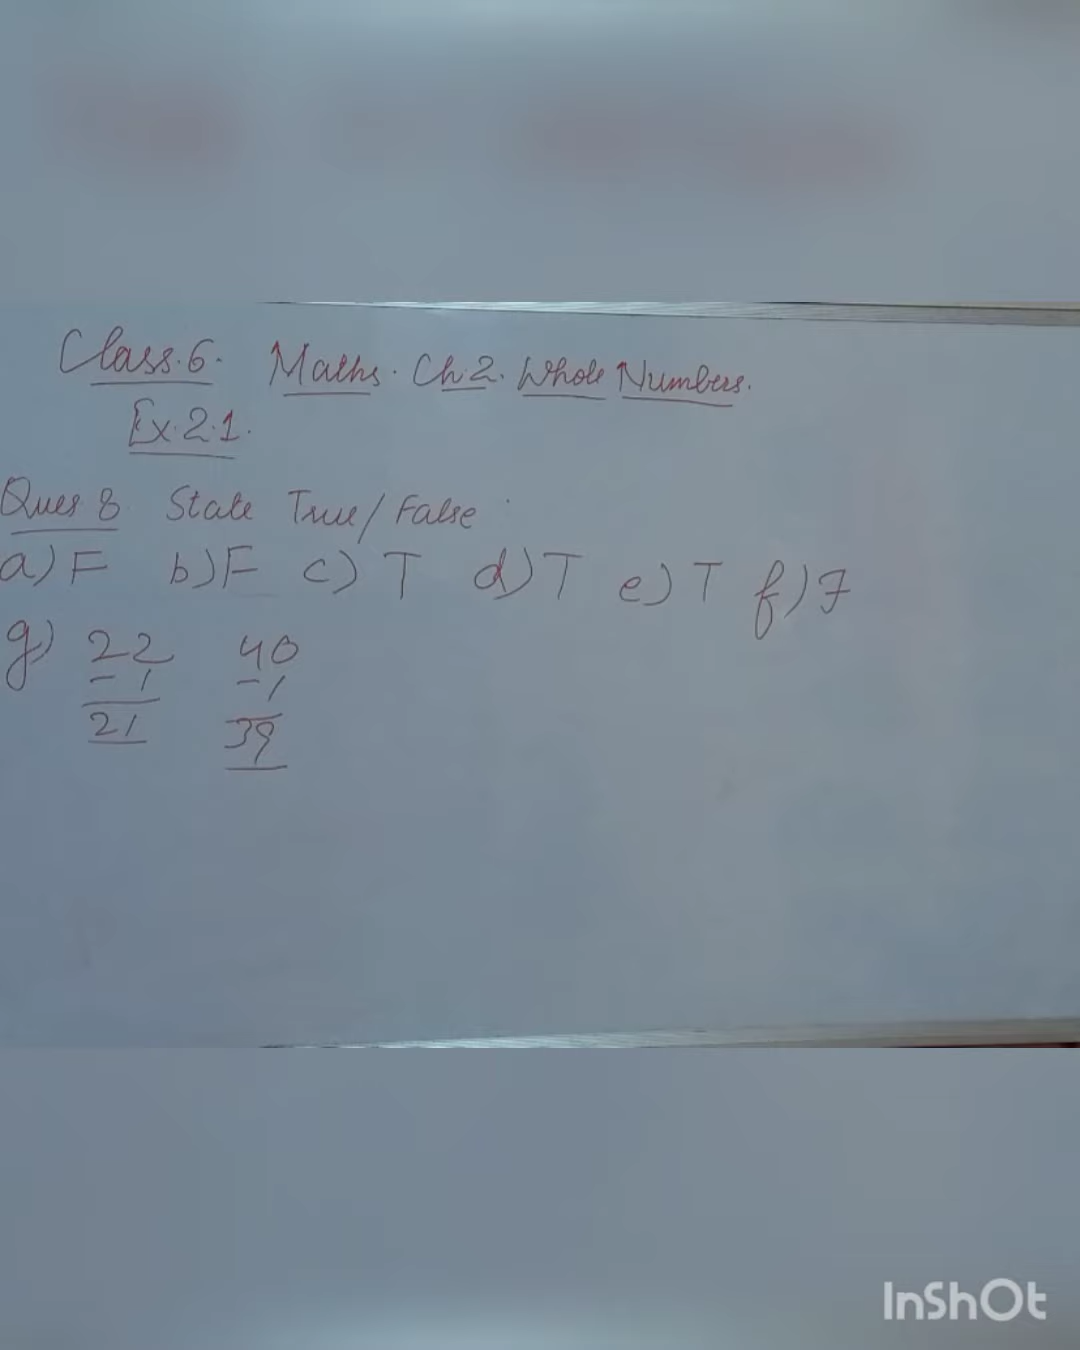 Class.6. Maths. Ch.2. Whole Numbers.
Ex.2.1.
Ques 8 State True/False
a) F b) F c) T d) T e) T f) F
g) 22 40
-1 -1
21 39
InShOt